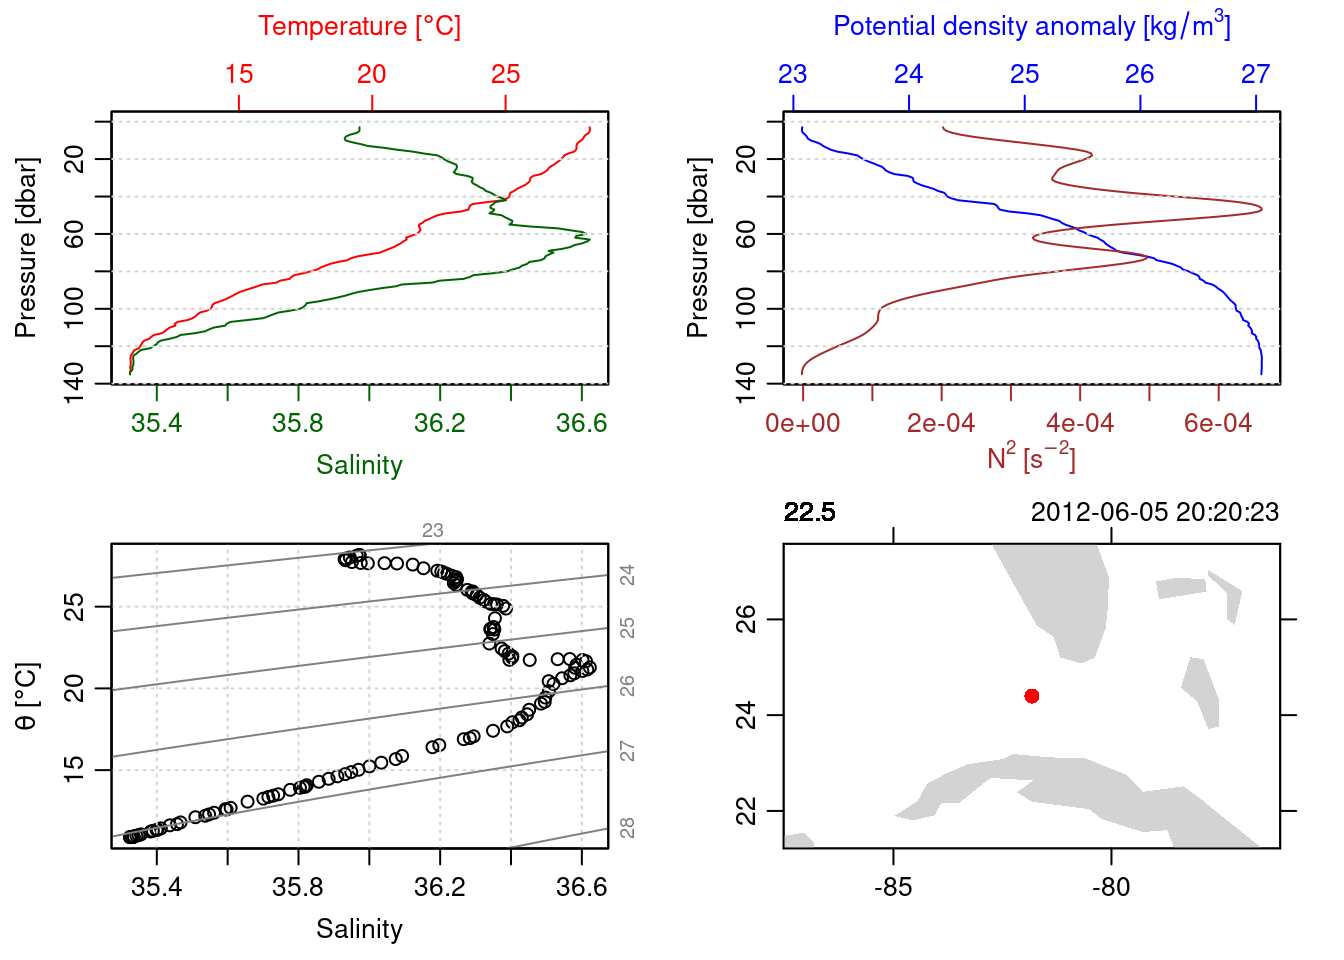 Temperature [°C]
15 20 25
Pressure [dbar]
20
60
100
140
35.4 35.8 36.2 36.6
Salinity
Potential density anomaly [kg/m³]
23 24 25 26 27
Pressure [dbar]
20
60
100
140
0e+00 2e-04 4e-04 6e-04
N² [s⁻²]
23
24
25
26
27
28
θ [°C]
25
20
15
35.4 35.8 36.2 36.6
Salinity
22.5 2012-06-05 20:20:23
26
24
22
-85 -80